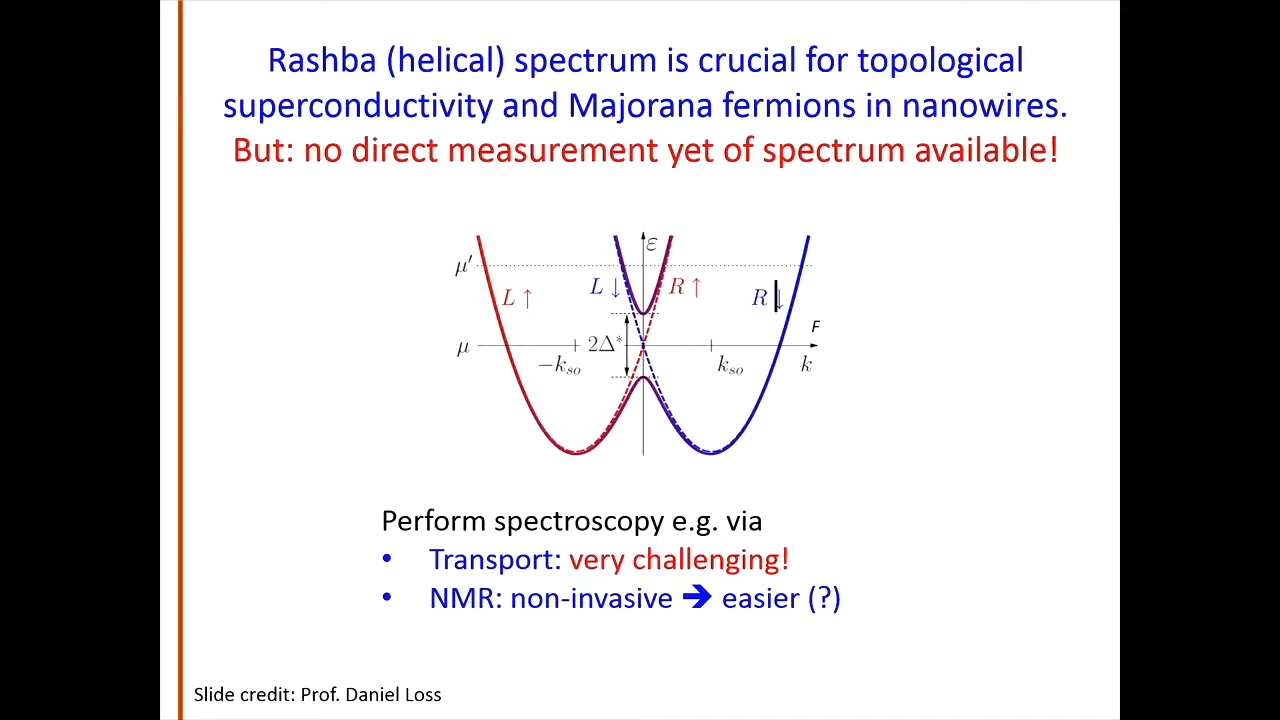 Rashba (helical) spectrum is crucial for topological
superconductivity and Majorana fermions in nanowires.
But: no direct measurement yet of spectrum available!
ε
μ′
L ↓ R ↑
L ↑ R ↓
F
μ 2Δ*
−k_so k_so k
Perform spectroscopy e.g. via
• Transport: very challenging!
• NMR: non-invasive ➔ easier (?)
Slide credit: Prof. Daniel Loss